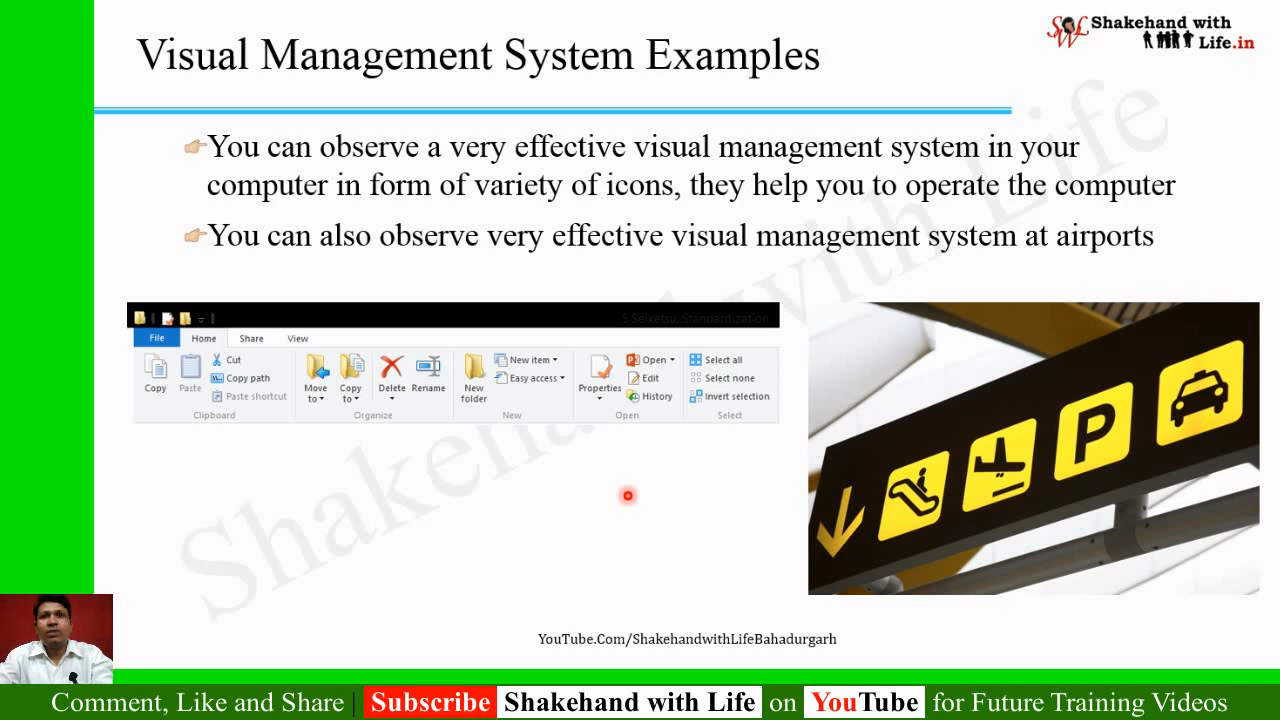 Visual Management System Examples
Shakehand with
Life.in
You can observe a very effective visual management system in your
computer in form of variety of icons, they help you to operate the computer
You can also observe very effective visual management system at airports
S Seiketsu, Standardization
File Home Share View
Copy
Paste
Cut
Copy path
Paste shortcut
Clipboard
Move
to
Copy
to
Delete
Rename
Organize
New
folder
New item
Easy access
New
Properties
Open
Edit
History
Open
Select all
Select none
Invert selection
Select
P
Shakehand with Life
YouTube.Com/ShakehandwithLifeBahadurgarh
Comment, Like and Share | Subscribe Shakehand with Life on YouTube for Future Training Videos